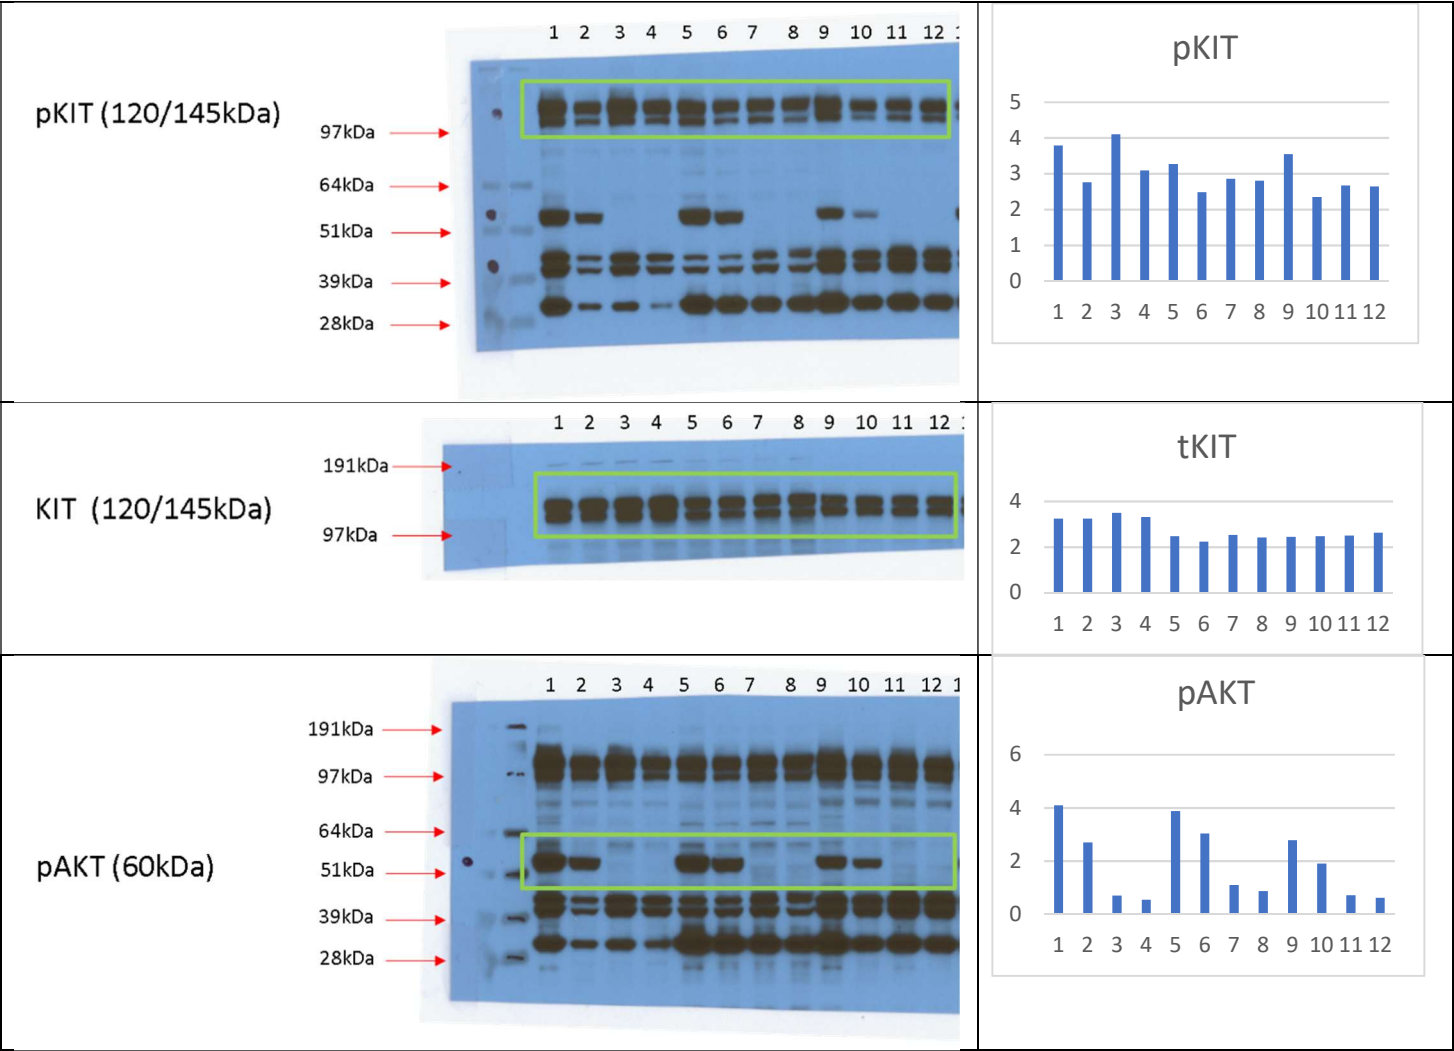 1 2 3 4 5 6 7 8 9 10 11 12
pKIT (120/145kDa)
97kDa
64kDa
51kDa
39kDa
28kDa
pKIT
5
4
3
2
1
0
1 2 3 4 5 6 7 8 9 10 11 12
1 2 3 4 5 6 7 8 9 10 11 12
191kDa
KIT (120/145kDa)
97kDa
tKIT
4
2
0
1 2 3 4 5 6 7 8 9 10 11 12
1 2 3 4 5 6 7 8 9 10 11 12 1
191kDa
97kDa
64kDa
pAKT (60kDa)
51kDa
39kDa
28kDa
pAKT
6
4
2
0
1 2 3 4 5 6 7 8 9 10 11 12